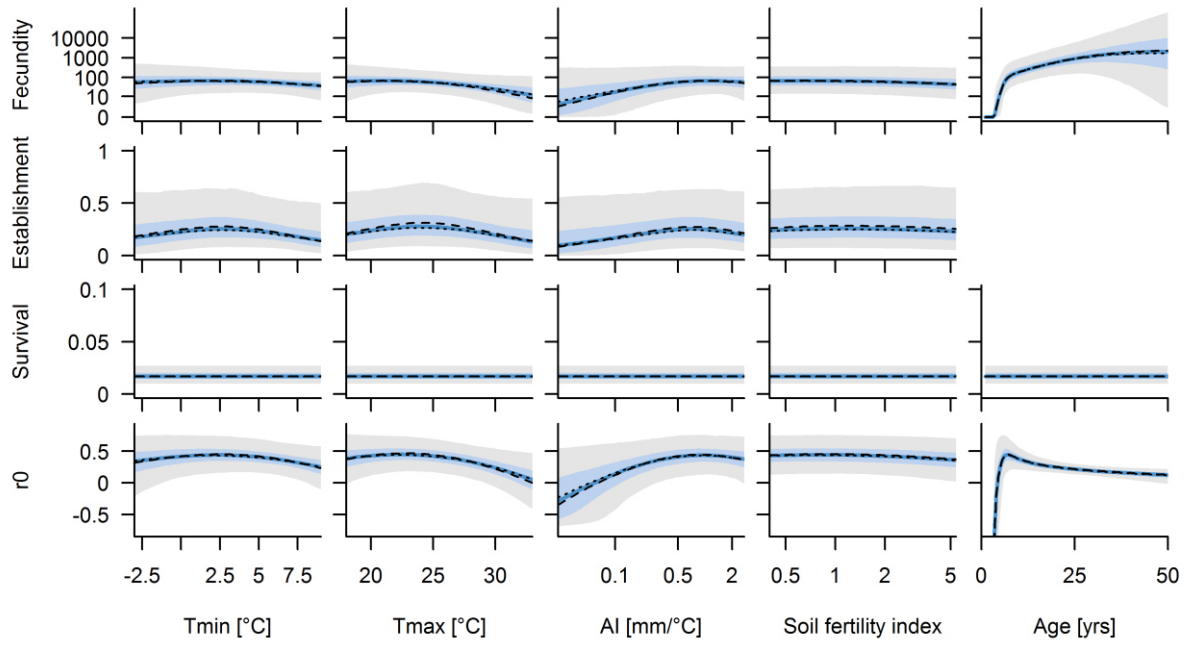 Fecundity
10000
1000
100
10
0
Establishment
1
0.5
0
Survival
0.1
0.05
0
r0
0.5
0
-0.5
-2.5 2.5 5 7.5 20 25 30 0.1 0.5 2 0.5 1 2 5 0 25 50
Tmin [°C] Tmax [°C] AI [mm/°C] Soil fertility index Age [yrs]